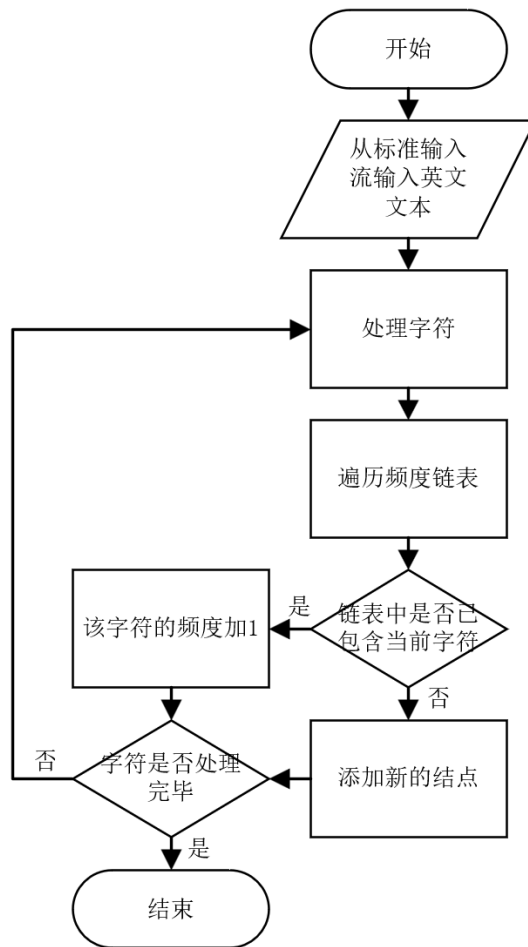 开始
从标准输入
流输入英文
文本
处理字符
遍历频度链表
链表中是否已
包含当前字符
是
该字符的频度加1
否
添加新的结点
字符是否处理
完毕
否
是
结束